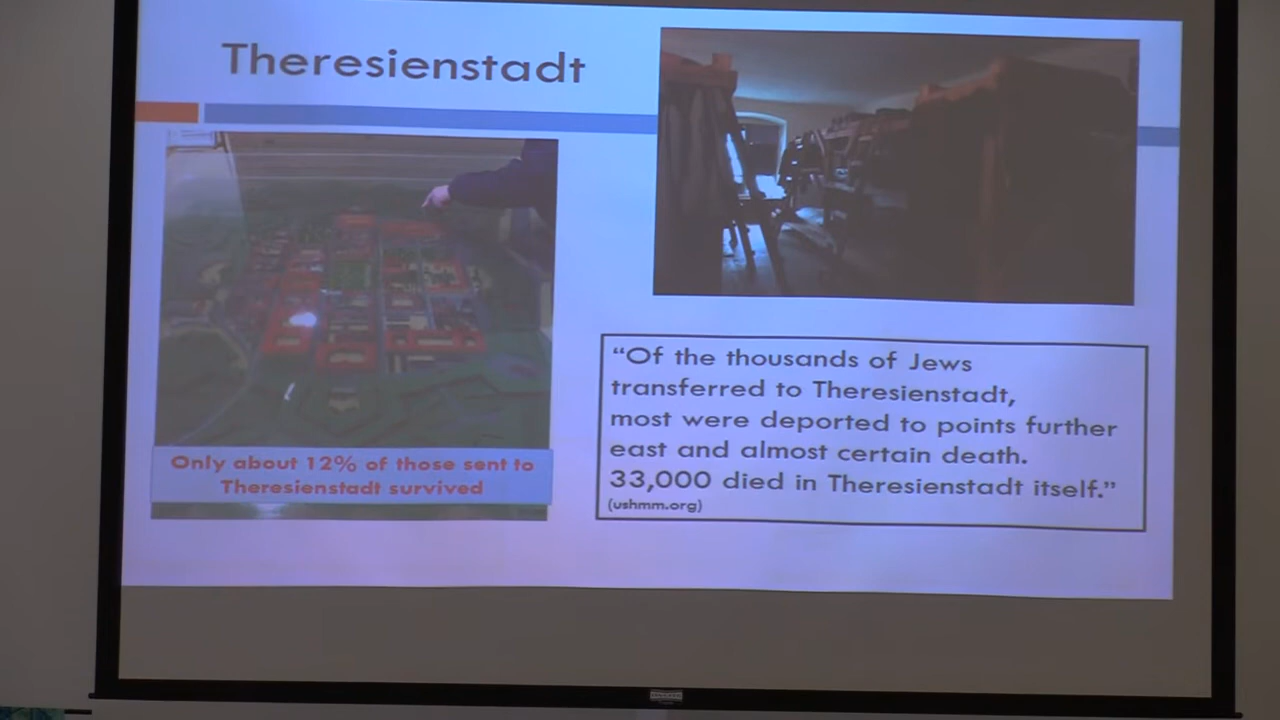 Theresienstadt
Only about 12% of those sent to
Theresienstadt survived
“Of the thousands of Jews
transferred to Theresienstadt,
most were deported to points further
east and almost certain death.
33,000 died in Theresienstadt itself.”
(ushmm.org)